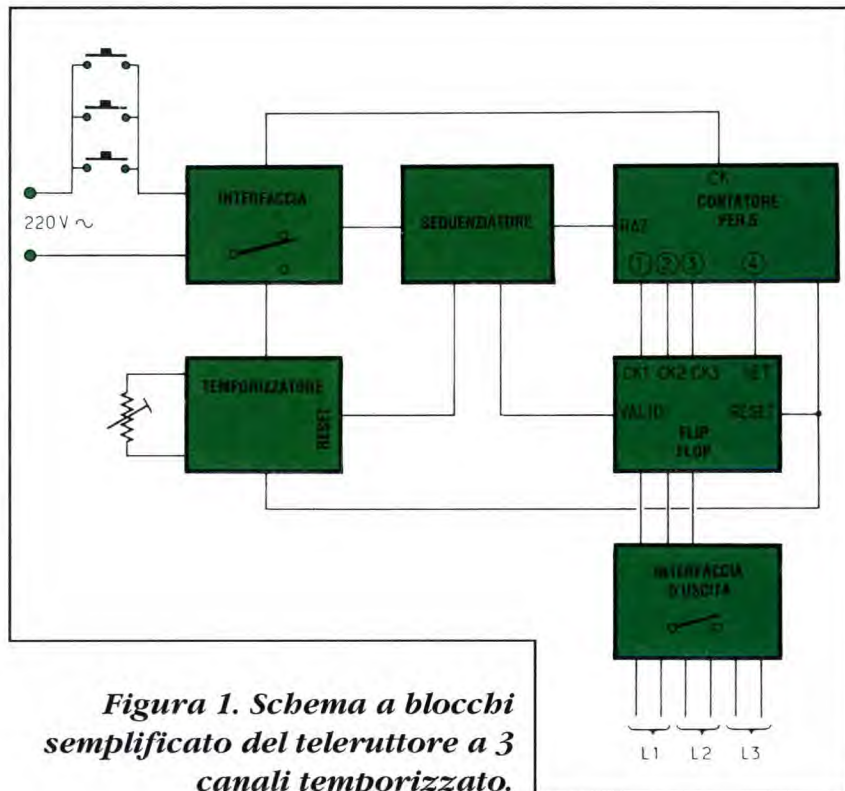 220V ~
INTERFACCIA
SEQUENZIATORE
CK
CONTATORE
PER 5
RAZ
1 2 3 4
TEMPORIZZATORE
RESET
CK1 CK2 CK3 SET
VALID RESET
FLIP
FLOP
INTERFACCIA
D'USCITA
L1 L2 L3
Figura 1. Schema a blocchi
semplificato del teleruttore a 3
canali temporizzato.